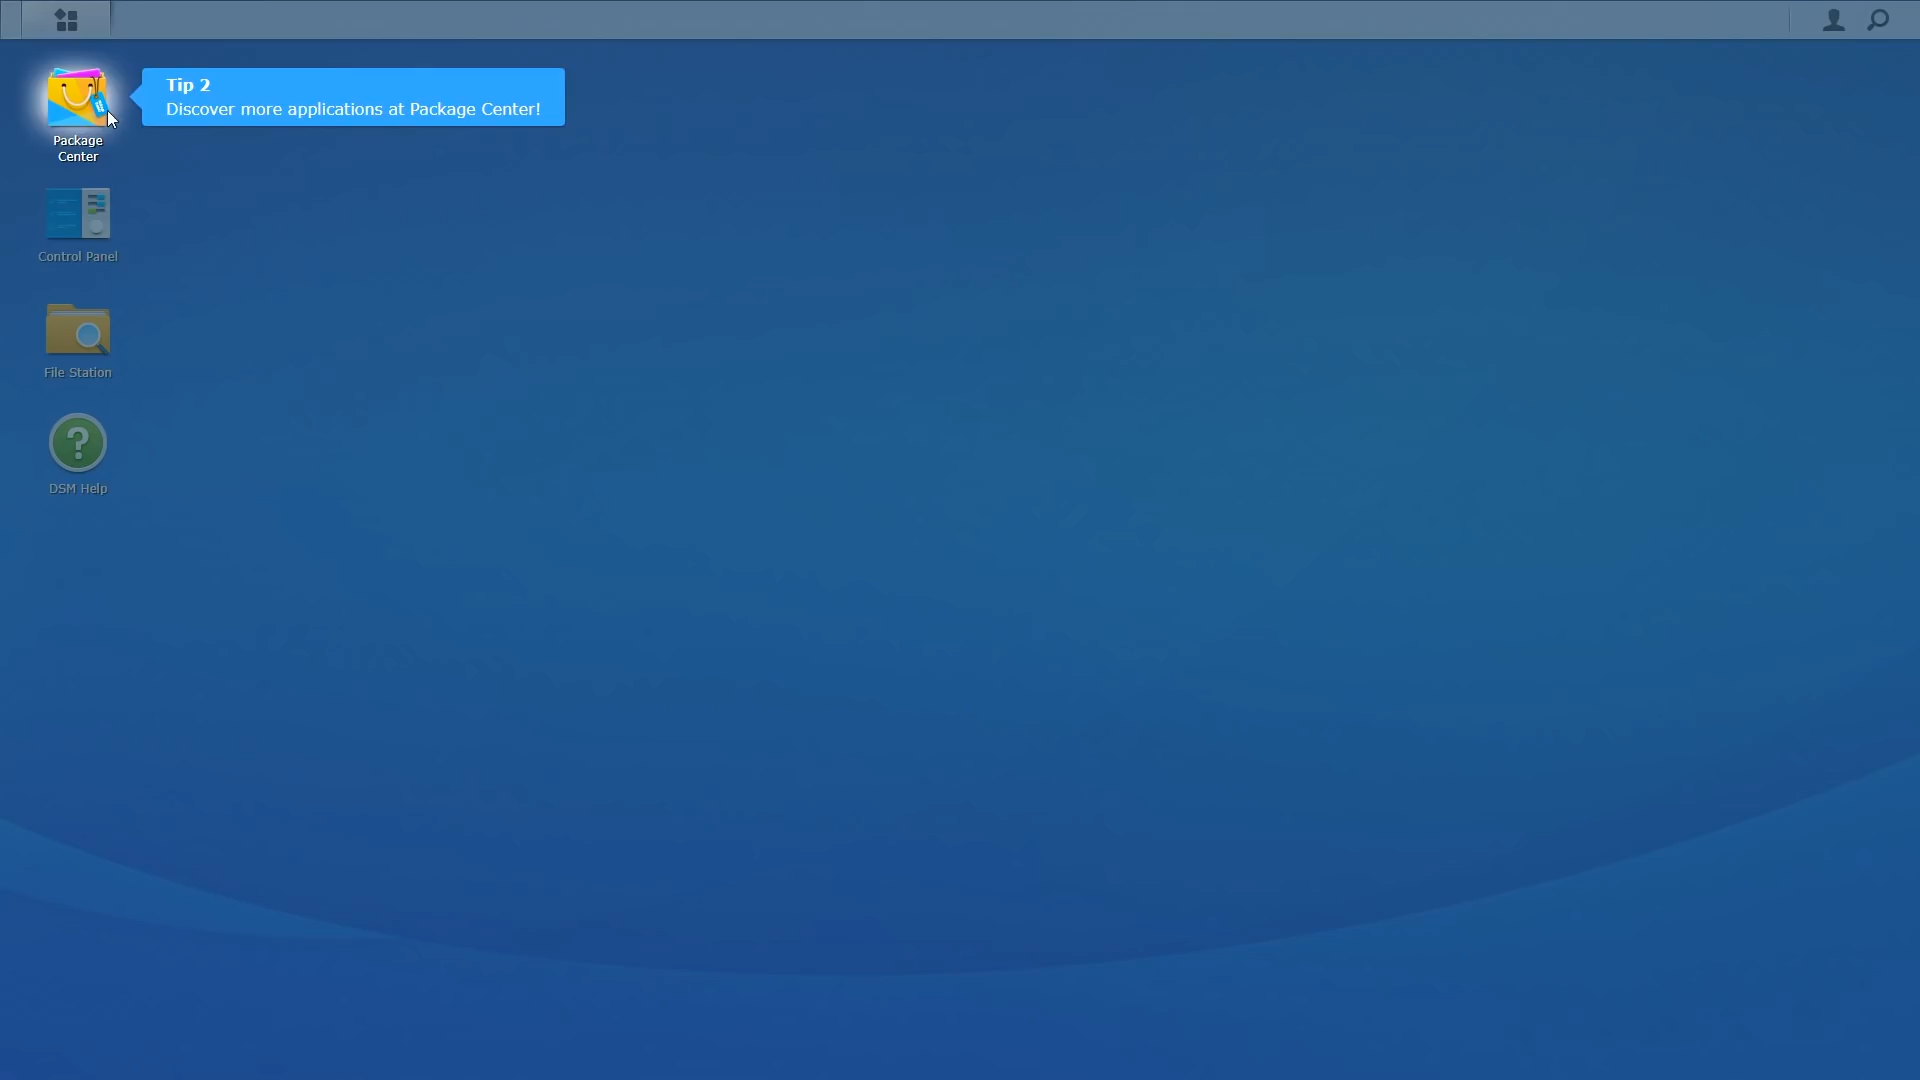 Tip 2
Discover more applications at Package Center!
Package
Center
Control Panel
File Station
DSM Help